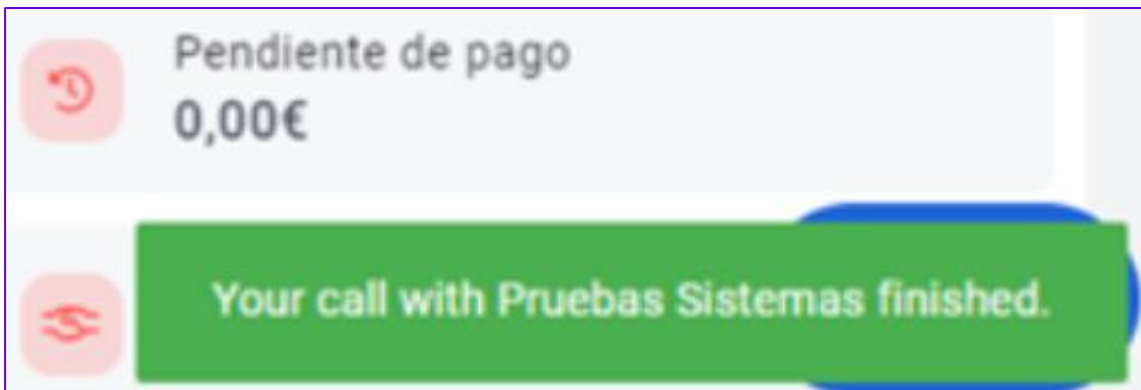 Pendiente de pago
0,00€
Your call with Pruebas Sistemas finished.